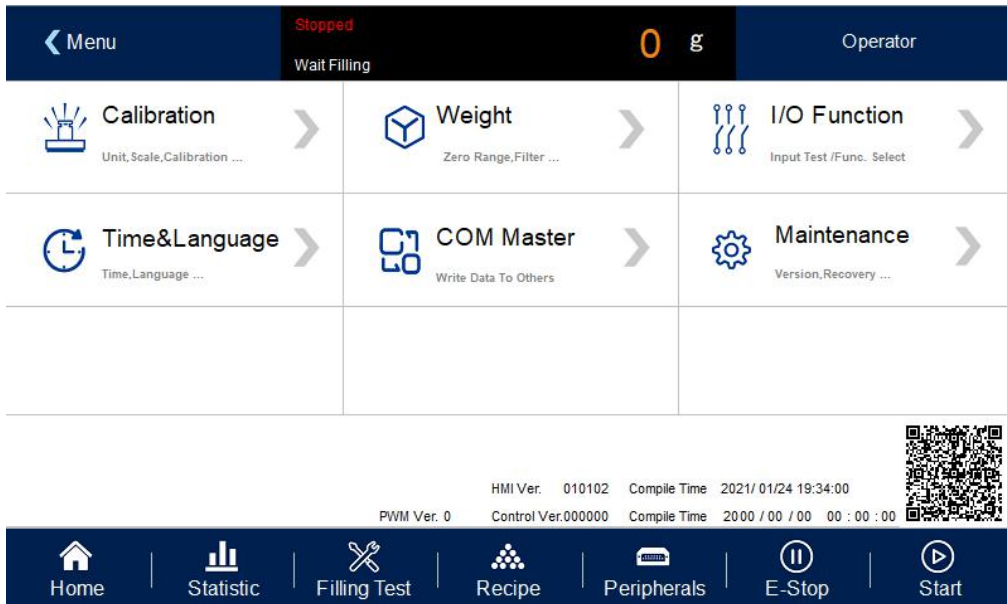 Menu
Stopped
0 g
Operator
Wait Filling
Calibration
Unit,Scale,Calibration ...
Weight
Zero Range,Filter ...
I/O Function
Input Test /Func. Select
Time&Language
Time,Language ...
COM Master
Write Data To Others
Maintenance
Version,Recovery ...
HMI Ver. 010102 Compile Time 2021/ 01/24 19:34:00
PWM Ver. 0 Control Ver.000000 Compile Time 2000 / 00 / 00 00 : 00 : 00
Home
Statistic
Filling Test
Recipe
Peripherals
E-Stop
Start